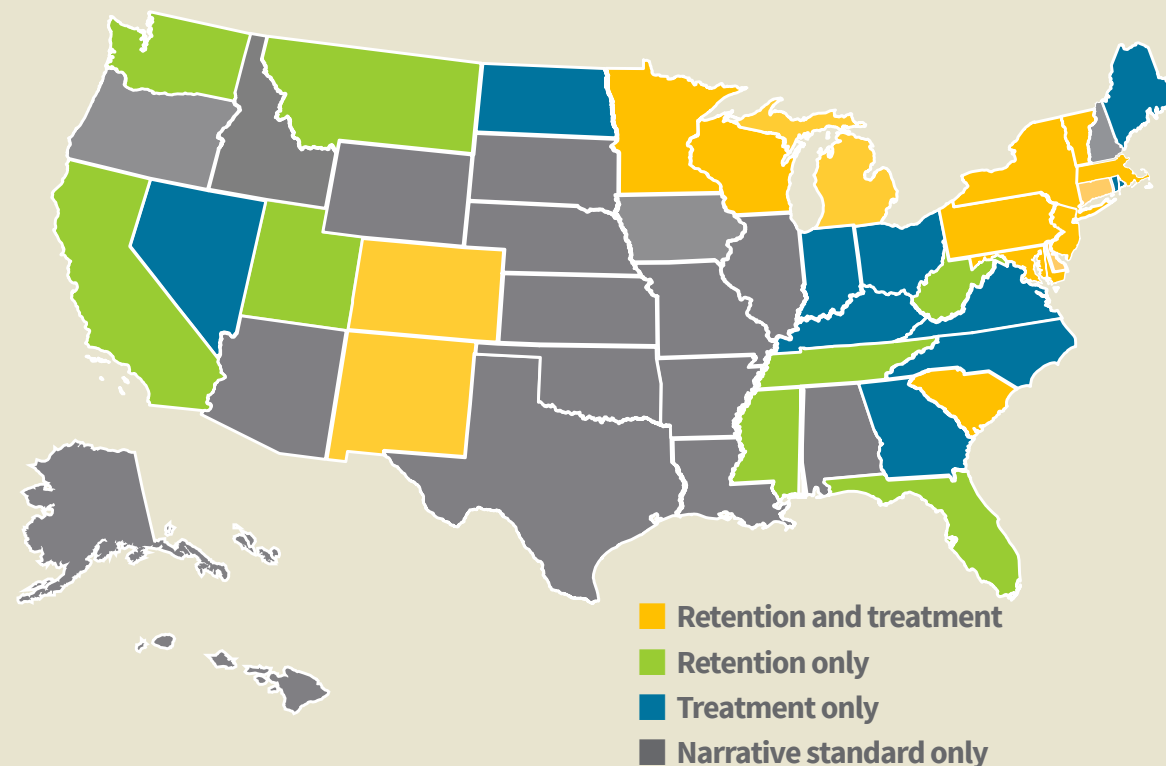 Retention and treatment
Retention only
Treatment only
Narrative standard only